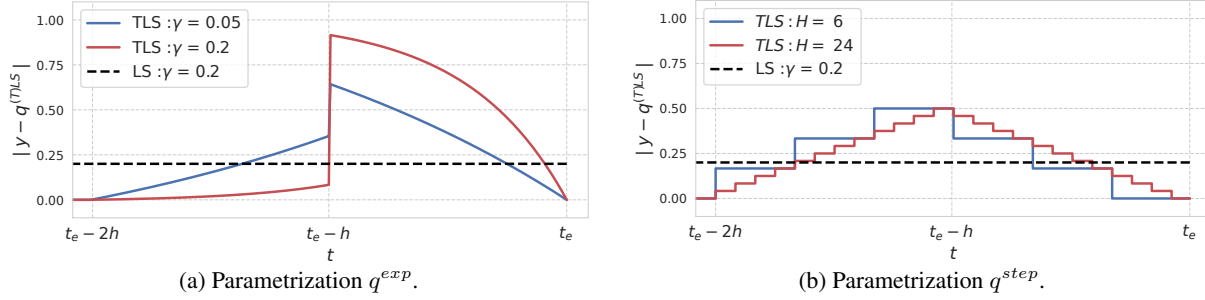 1.00
0.75
0.50
0.25
0.00
| y − q^(T)LS |
TLS :γ = 0.05
TLS :γ = 0.2
LS :γ = 0.2
t_e − 2h
t_e − h
t_e
t
(a) Parametrization q^exp.
1.00
0.75
0.50
0.25
0.00
| y − q^(T)LS |
TLS : H = 6
TLS : H = 24
LS :γ = 0.2
t_e − 2h
t_e − h
t_e
t
(b) Parametrization q^step.